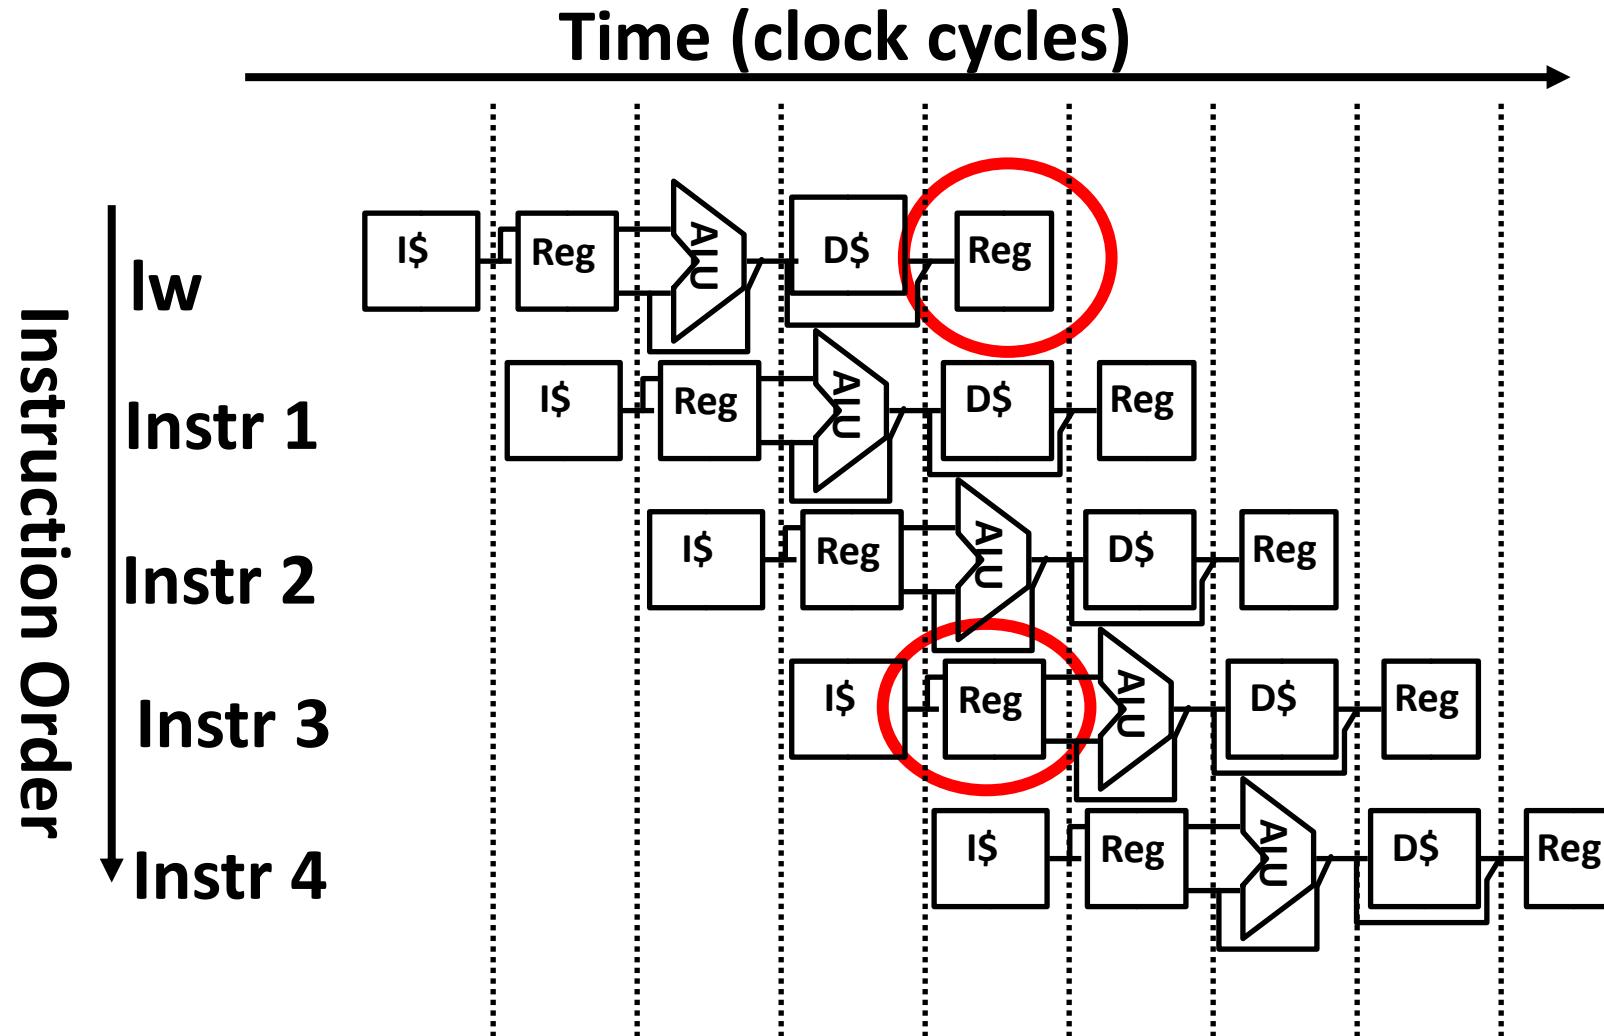 Time (clock cycles)
Instruction Order
lw
I$ Reg ALU D$ Reg
Instr 1
I$ Reg ALU D$ Reg
Instr 2
I$ Reg ALU D$ Reg
Instr 3
I$ Reg ALU D$ Reg
Instr 4
I$ Reg ALU D$ Reg